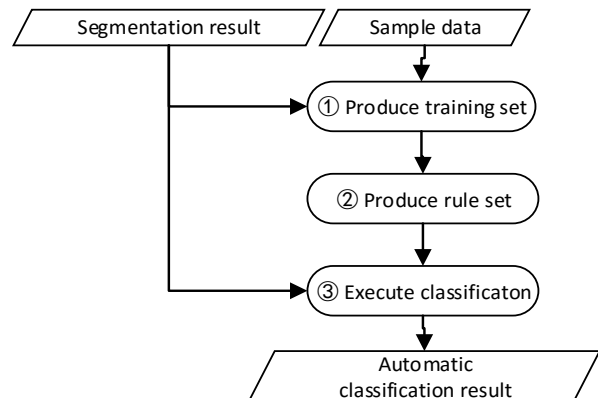 Segmentation result
Sample data
① Produce training set
② Produce rule set
③ Execute classificaton
Automatic
classification result